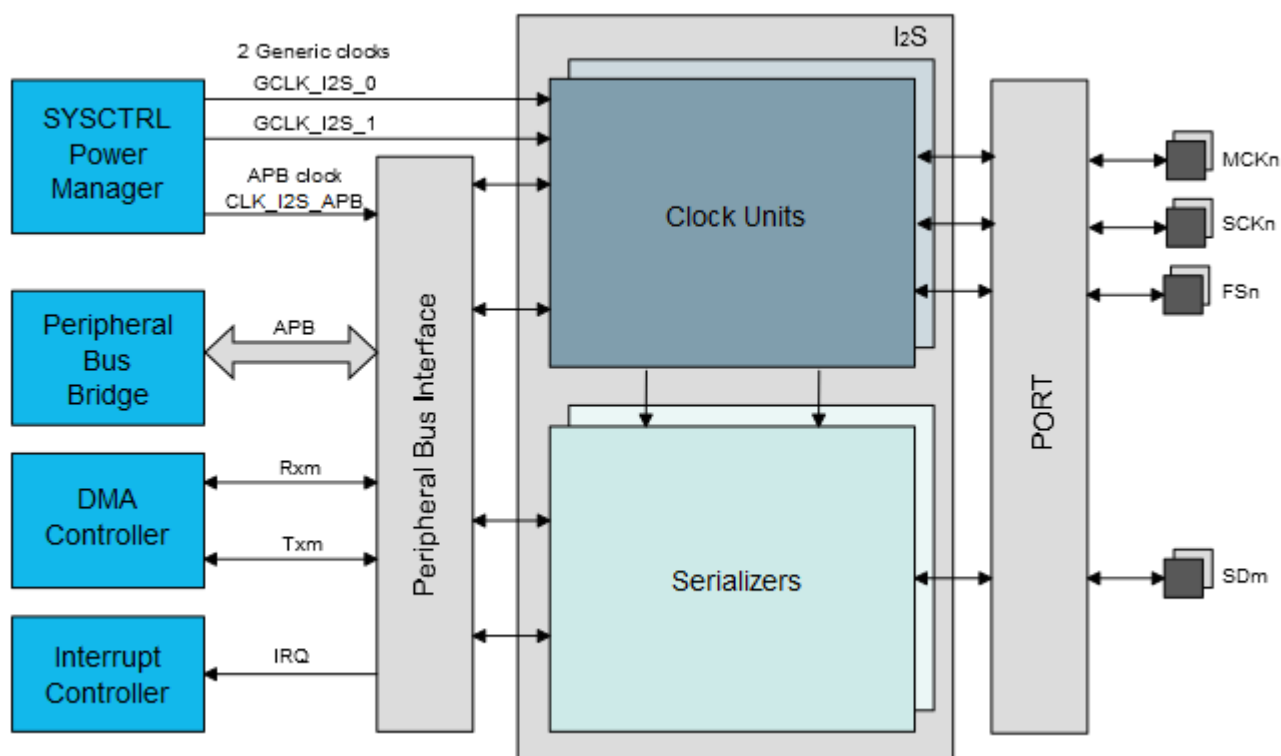 I2S
2 Generic clocks
GCLK_I2S_0
GCLK_I2S_1
SYSCTRL
Power
Manager
APB clock
CLK_I2S_APB
Peripheral
Bus
Bridge
APB
DMA
Controller
Rxm
Txm
Interrupt
Controller
IRQ
Peripheral Bus Interface
Clock Units
Serializers
PORT
MCKn
SCKn
FSn
SDm